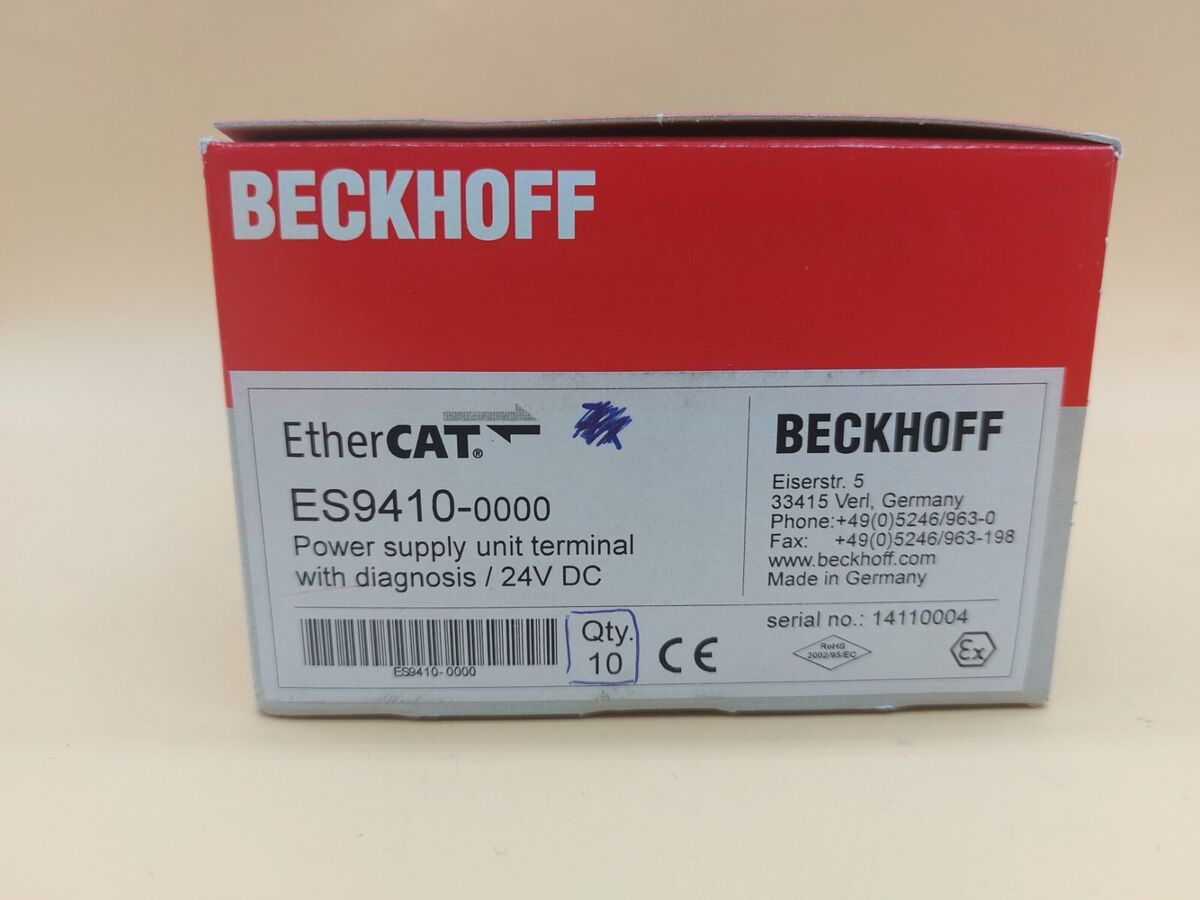 BECKHOFF
EtherCAT®
ES9410-0000
Power supply unit terminal
with diagnosis / 24V DC
ES9410-0000
Qty.
10
CE
BECKHOFF
Eiserstr. 5
33415 Verl, Germany
Phone:+49(0)5246/963-0
Fax: +49(0)5246/963-198
www.beckhoff.com
Made in Germany
serial no.: 14110004
RoHS
2002/95/EC
Ex